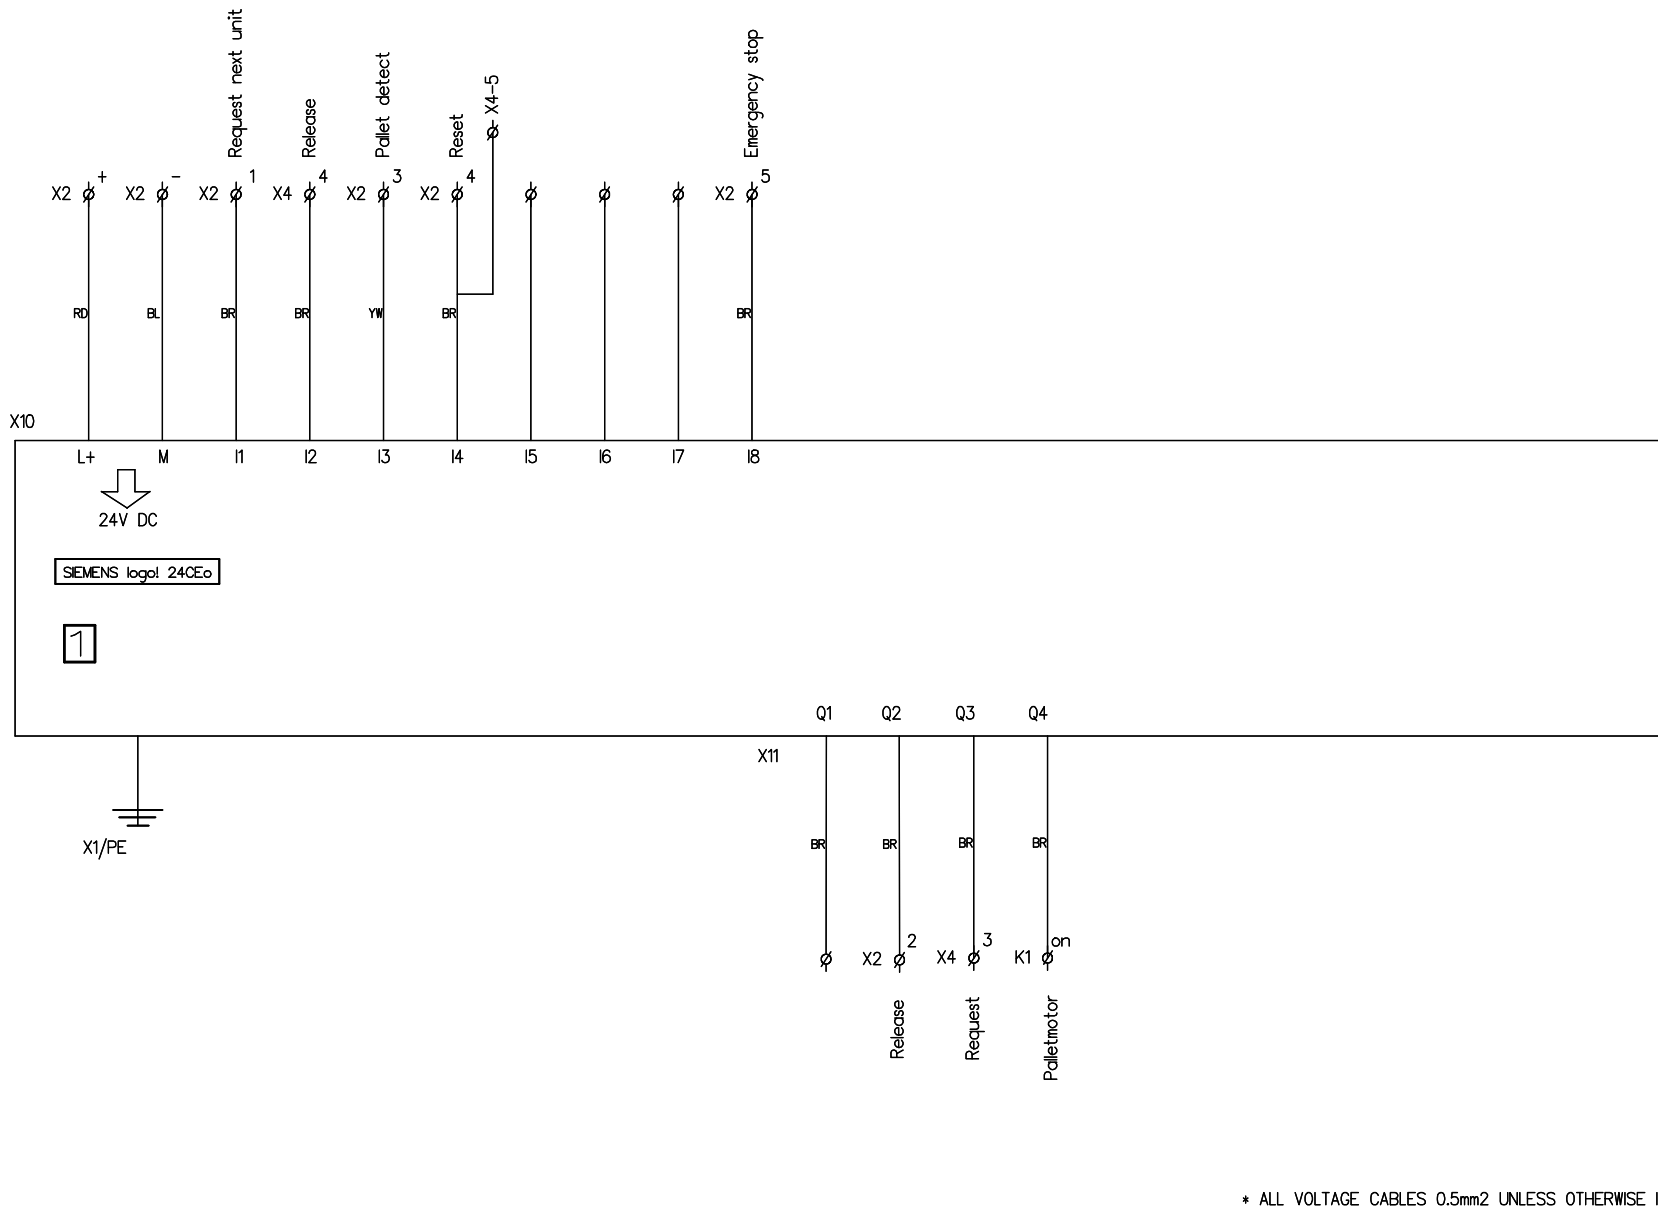 Request next unit
Release
Pallet detect
Reset
X4-5
Emergency stop
X2 +
X2 -
X2 1
X4 4
X2 3
X2 4
X2 5
RD
BL
BR
BR
YW
BR
BR
X10
L+ M I1 I2 I3 I4 I5 I6 I7 I8
24V DC
SIEMENS logo! 24CEo
1
Q1 Q2 Q3 Q4
X11
X1/PE
BR
BR
BR
BR
X2 2
X4 3
K1 on
Release
Request
Palletmotor
* ALL VOLTAGE CABLES 0.5mm2 UNLESS OTHERWISE